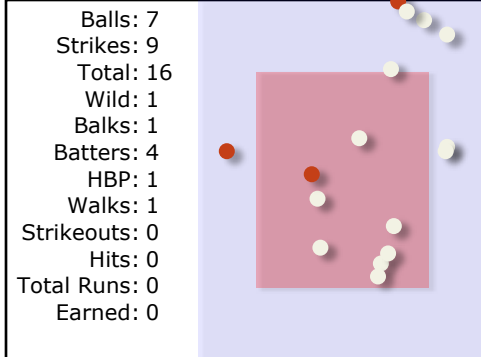 Balls: 7
Strikes: 9
Total: 16
Wild: 1
Balks: 1
Batters: 4
HBP: 1
Walks: 1
Strikeouts: 0
Hits: 0
Total Runs: 0
Earned: 0